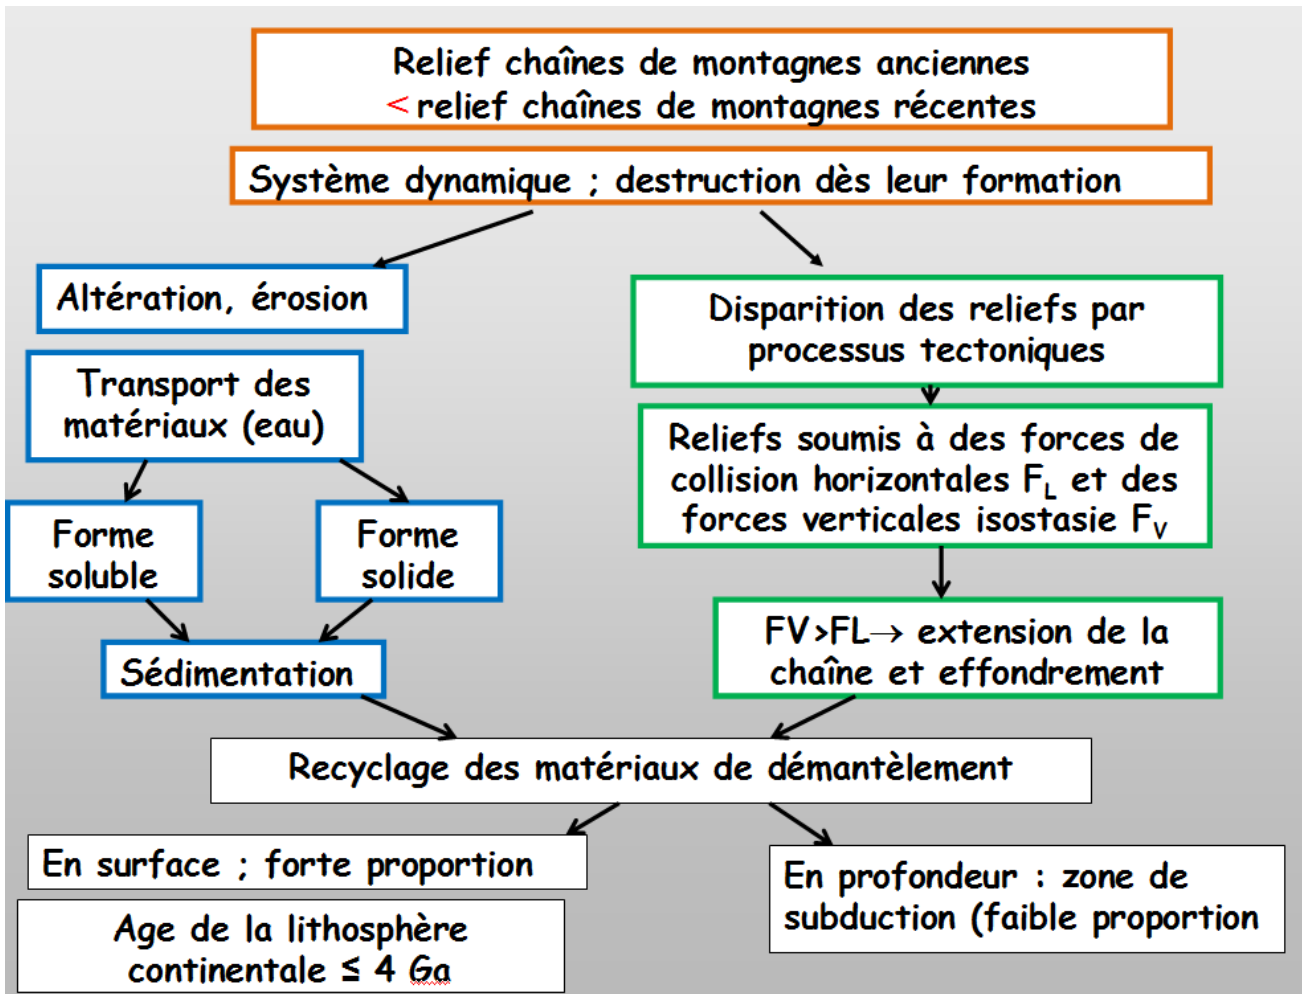 Relief chaînes de montagnes anciennes
< relief chaînes de montagnes récentes
Système dynamique ; destruction dès leur formation
Altération, érosion
Transport des
matériaux (eau)
Forme
soluble
Forme
solide
Sédimentation
Disparition des reliefs par
processus tectoniques
Reliefs soumis à des forces de
collision horizontales FL et des
forces verticales isostasie FV
FV>FL→ extension de la
chaîne et effondrement
Recyclage des matériaux de démantèlement
En surface ; forte proportion
Age de la lithosphère
continentale ≤ 4 Ga
En profondeur : zone de
subduction (faible proportion